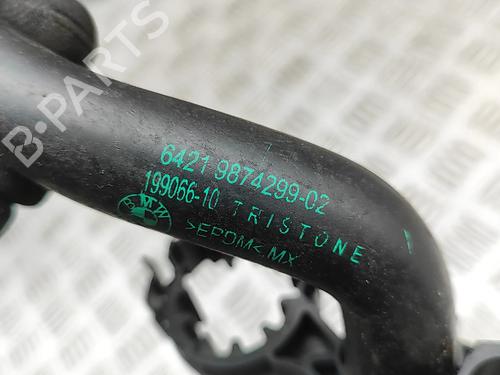 B-PARTS
6421 9874299-02
199066-10 TRISTONE
BMW >EPDM< MX